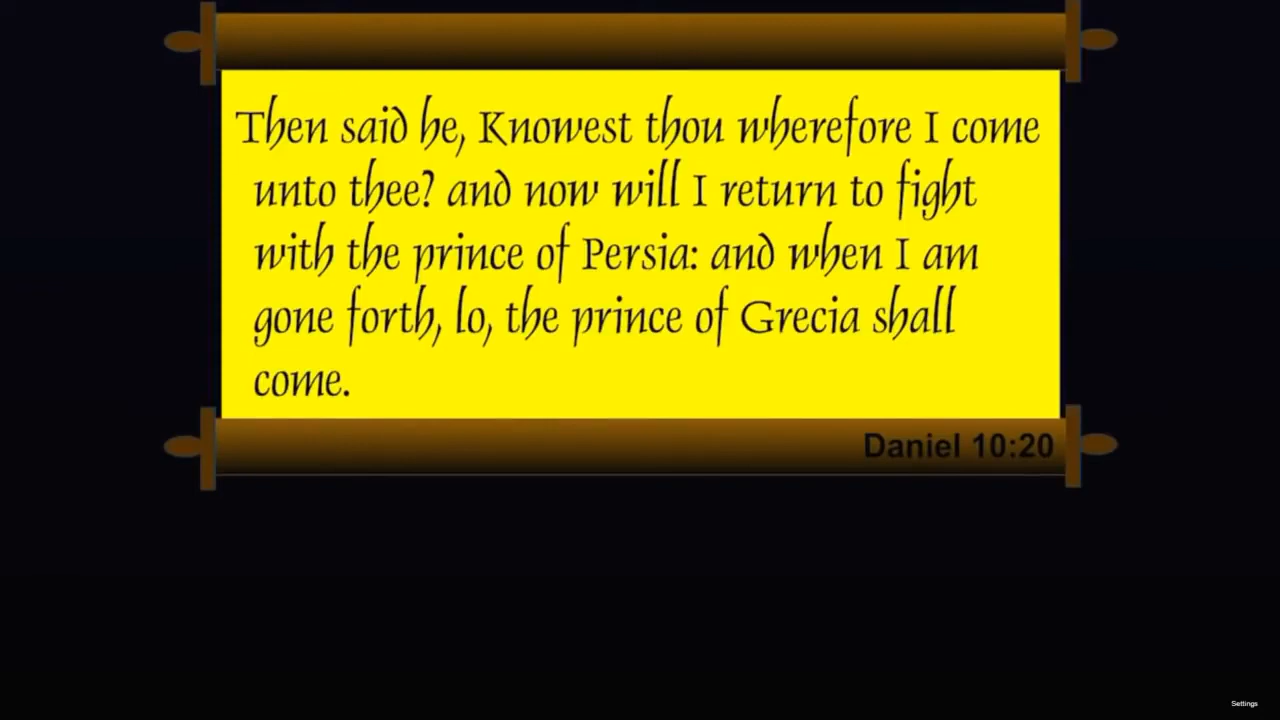 Then said he, Knowest thou wherefore I come
unto thee? and now will I return to fight
with the prince of Persia: and when I am
gone forth, lo, the prince of Grecia shall
come.
Daniel 10:20
Settings